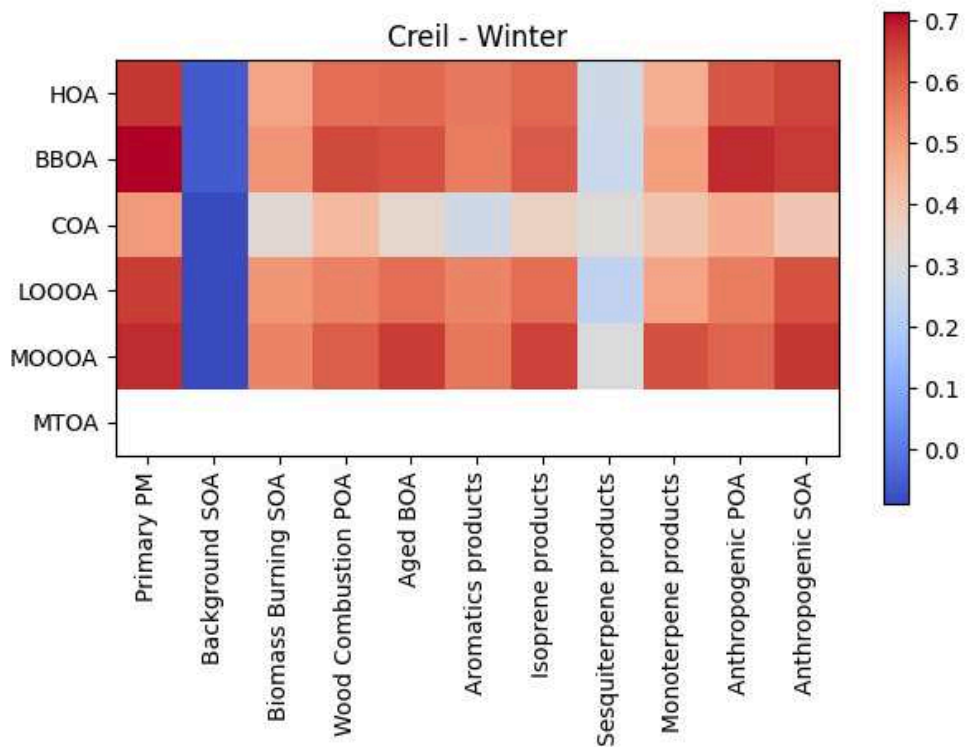 Creil - Winter
HOA
BBOA
COA
LOOOA
MOOOA
MTOA
Primary PM
Background SOA
Biomass Burning SOA
Wood Combustion POA
Aged BOA
Aromatics products
Isoprene products
Sesquiterpene products
Monoterpene products
Anthropogenic POA
Anthropogenic SOA
0.7
0.6
0.5
0.4
0.3
0.2
0.1
0.0